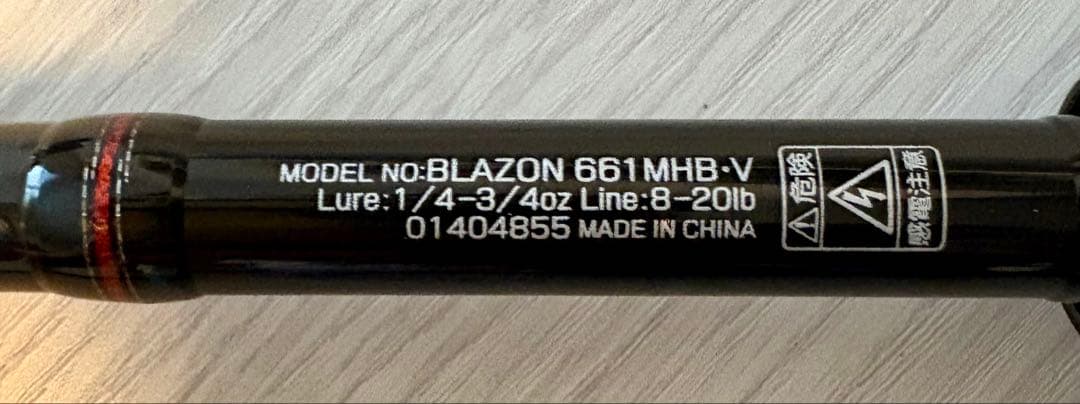 MODEL NO:BLAZON 661MHB・V
Lure:1/4-3/4oz Line:8-20lb
01404855 MADE IN CHINA
危険
感電注意